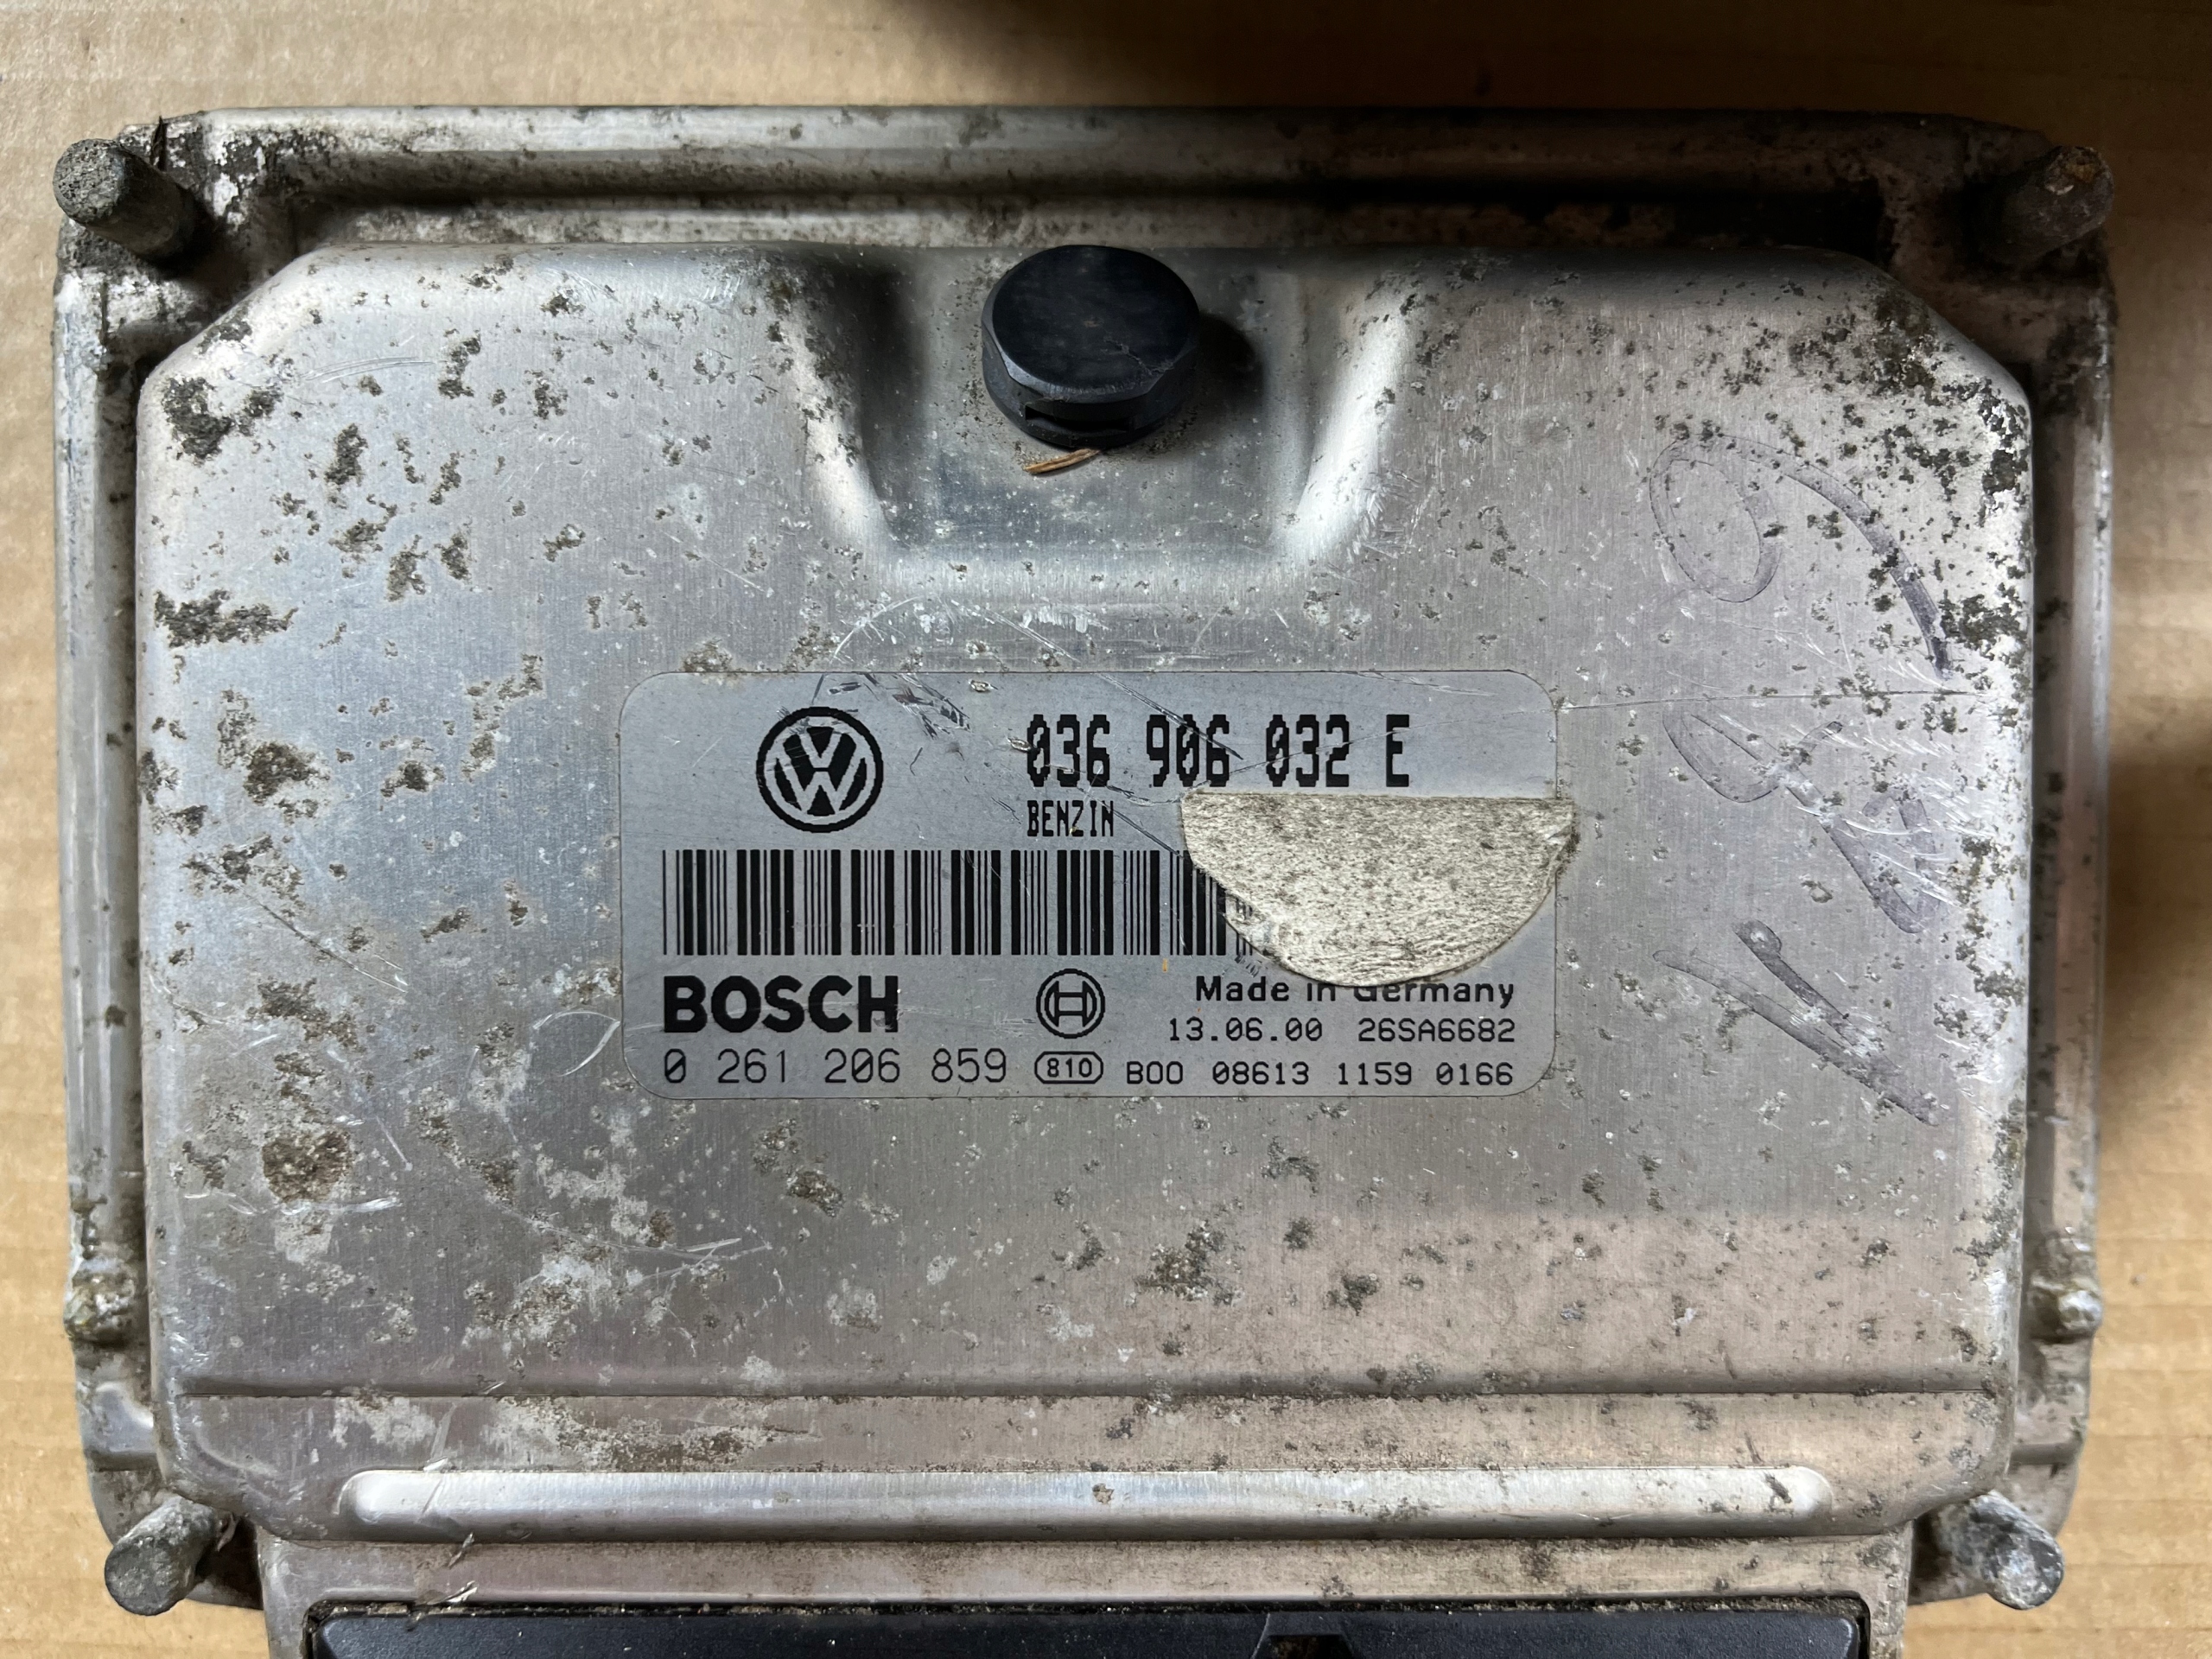 036 906 032 E
BENZIN
BOSCH
Made in Germany
13.06.00 26SA6682
0 261 206 859 810 B00 08613 1159 0166